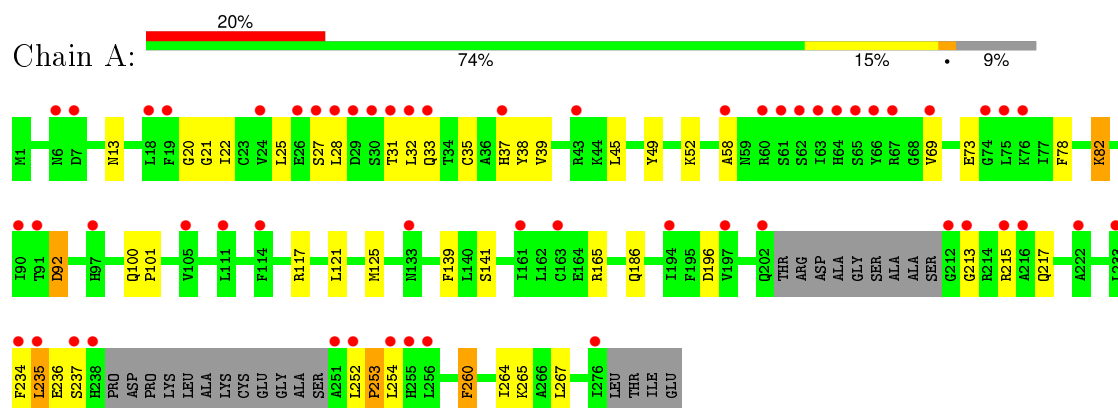 20%
Chain A:
74% 15% • 9%
M1 N6 D7 N13 L18 F19 G20 G21 I22 C23 V24 L25 E26 S27 L28 D29 S30 T31 L32 Q33 T34 C35 A36 H37 Y38 V39 R43 K44 L45 Y49 K52 A58 N59 R60 S61 S62 I63 H64 S65 Y66 R67 G68 V69 E73 G74 L75 K76 I77 F78 K82
I90 T91 D92 H97 Q100 P101 V105 L111 F114 R117 L121 M125 N133 F139 L140 S141 I161 L162 C163 E164 R165 Q186 I194 F195 D196 V197 Q202 THR ARG ASP ALA GLY SER ALA ALA SER G212 G213 R214 R215 A216 Q217 A222
F234 L235 E236 S237 H238 PRO ASP PRO LYS LEU ALA LYS CYS GLU GLY ALA SER A251 L252 P253 L254 H255 L256 F260 I264 K265 A266 L267 I276 LEU THR ILE GLU